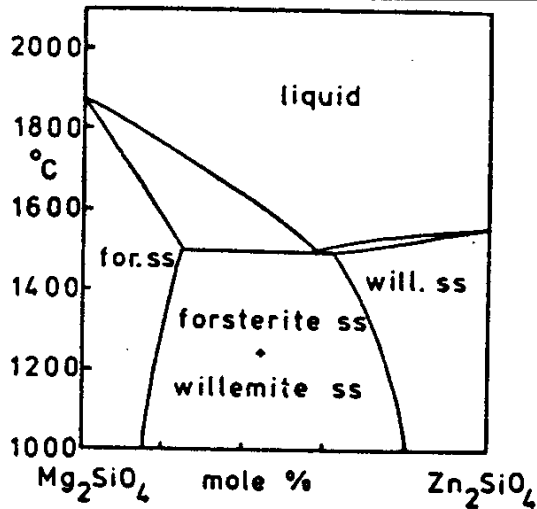 2000
liquid
1800
°C
1600
for. ss
will. ss
1400
forsterite ss
+
1200
willemite ss
1000
Mg₂SiO₄ mole % Zn₂SiO₄